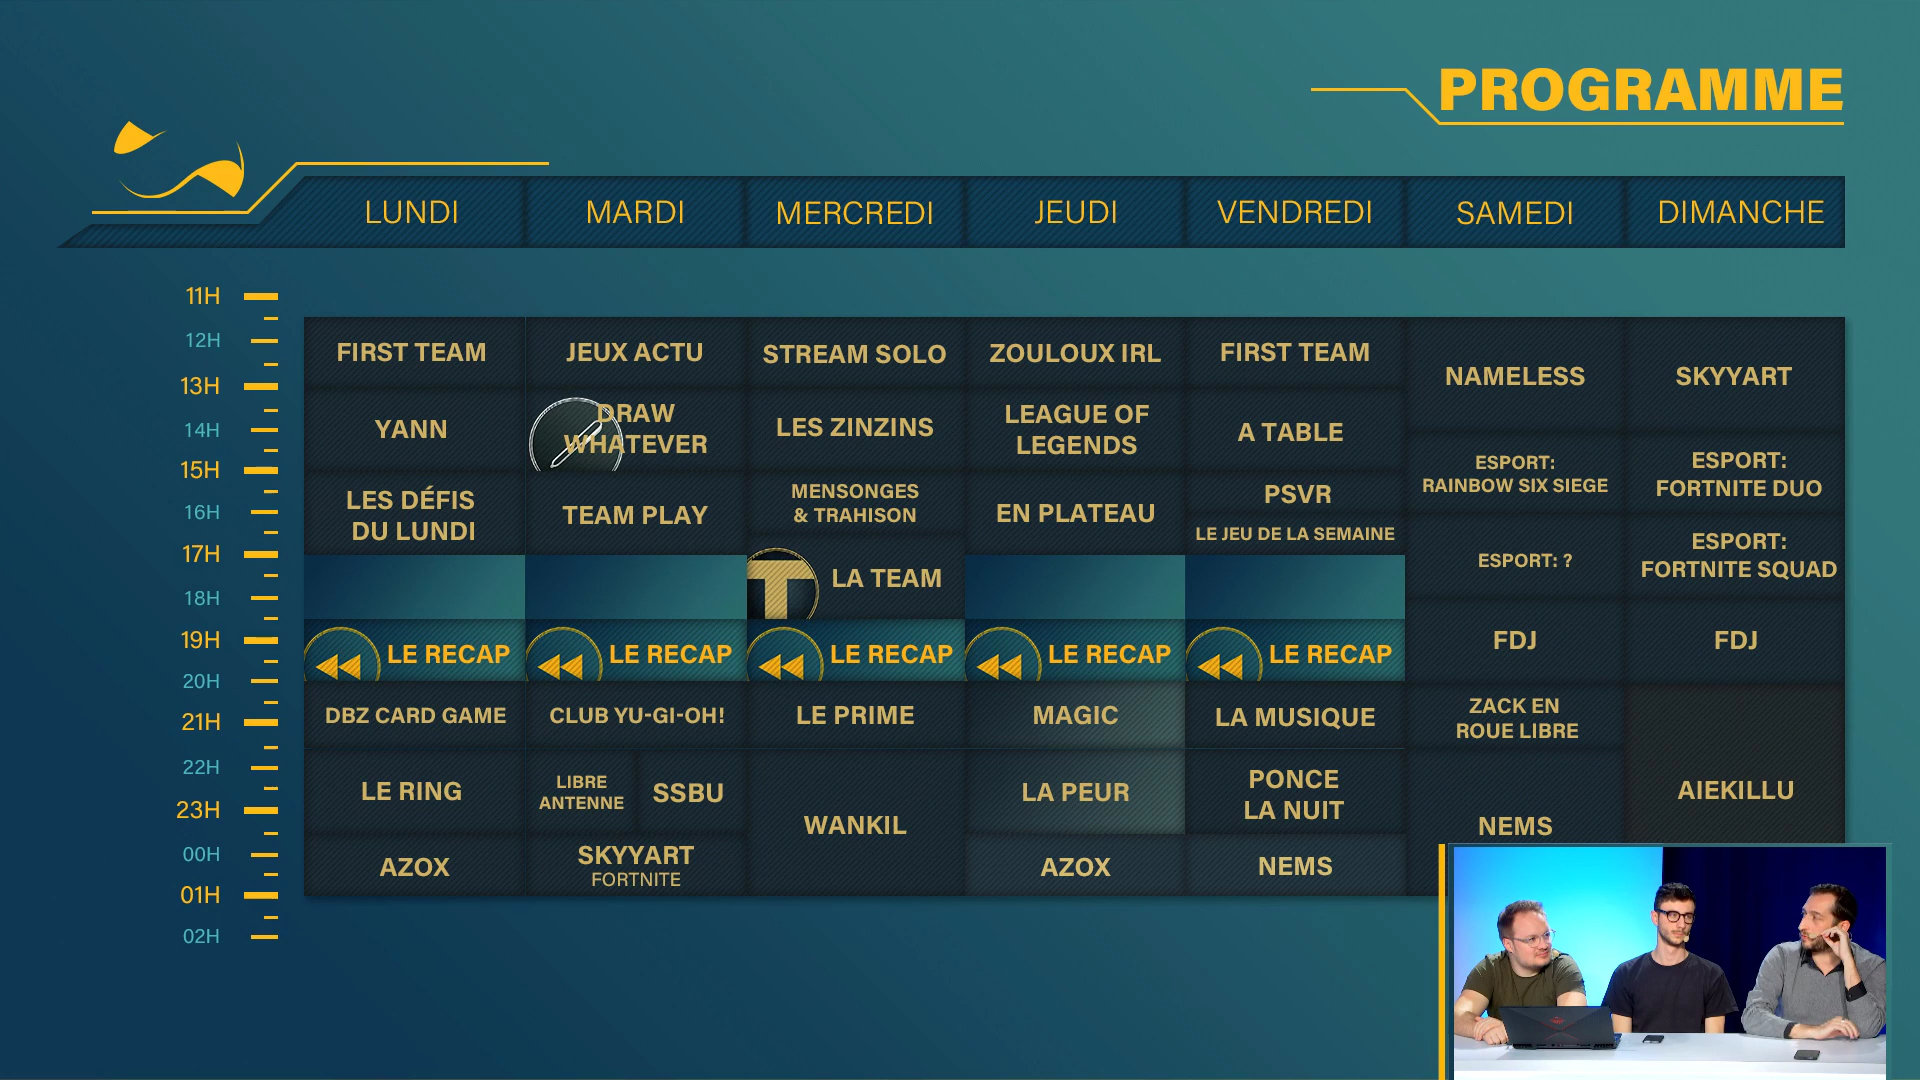 PROGRAMME
LUNDI MARDI MERCREDI JEUDI VENDREDI SAMEDI DIMANCHE
11H
12H
13H
14H
15H
16H
17H
18H
19H
20H
21H
22H
23H
00H
01H
02H
FIRST TEAM
YANN
LES DÉFIS
DU LUNDI
LE RECAP
DBZ CARD GAME
LE RING
AZOX
JEUX ACTU
DRAW
WHATEVER
TEAM PLAY
LE RECAP
CLUB YU-GI-OH!
LIBRE
ANTENNE
SSBU
SKYYART
FORTNITE
STREAM SOLO
LES ZINZINS
MENSONGES
& TRAHISON
T
LA TEAM
LE RECAP
LE PRIME
WANKIL
ZOULOUX IRL
LEAGUE OF
LEGENDS
EN PLATEAU
LE RECAP
MAGIC
LA PEUR
AZOX
FIRST TEAM
A TABLE
PSVR
LE JEU DE LA SEMAINE
LE RECAP
LA MUSIQUE
PONCE
LA NUIT
NEMS
NAMELESS
ESPORT:
RAINBOW SIX SIEGE
ESPORT: ?
FDJ
ZACK EN
ROUE LIBRE
NEMS
SKYYART
ESPORT:
FORTNITE DUO
ESPORT:
FORTNITE SQUAD
FDJ
AIEKILLU